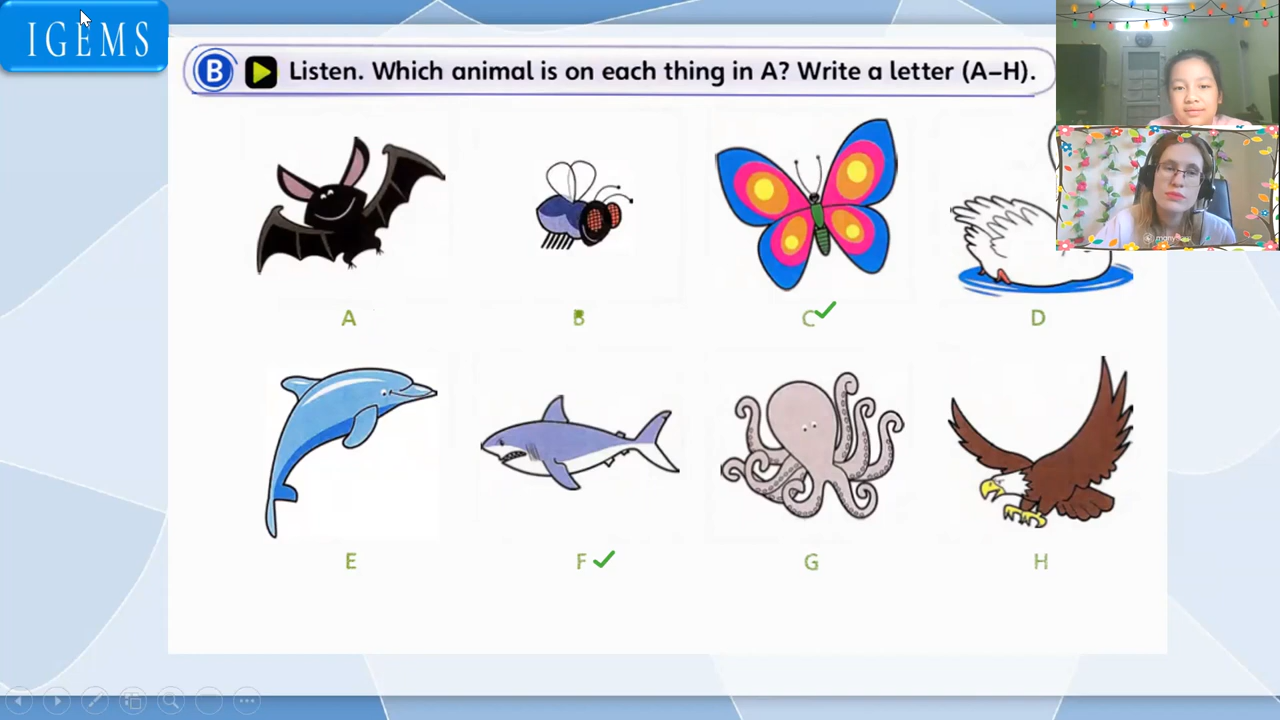 IGEMS
B Listen. Which animal is on each thing in A? Write a letter (A–H).
A B C D
E F G H